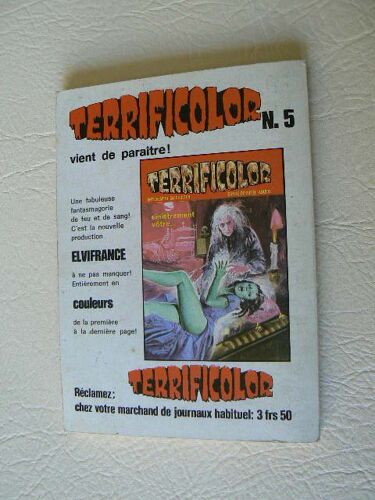 TERRIFICOLOR N. 5
vient de paraitre!
Une fabuleuse
fantasmagorie
de feu et de sang!
C'est la nouvelle
production
ELVIFRANCE
à ne pas manquer!
Entièrement en
couleurs
de la première
à la dernière page!
TERRIFICOLOR
sinistrement
vôtre...
TERRIFICOLOR
Réclamez;
chez votre marchand de journaux habituel: 3 frs 50